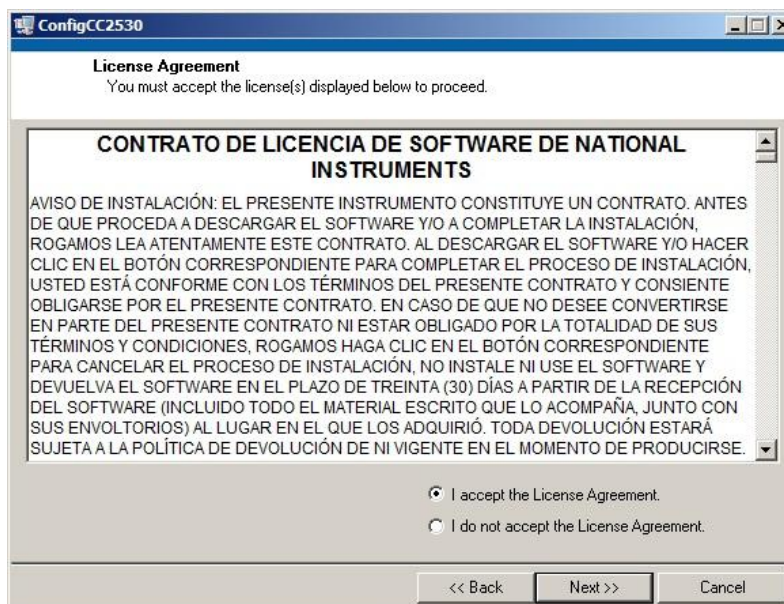 ConfigCC2530
License Agreement
You must accept the license(s) displayed below to proceed.
CONTRATO DE LICENCIA DE SOFTWARE DE NATIONAL
INSTRUMENTS
AVISO DE INSTALACIÓN: EL PRESENTE INSTRUMENTO CONSTITUYE UN CONTRATO. ANTES
DE QUE PROCEDA A DESCARGAR EL SOFTWARE Y/O A COMPLETAR LA INSTALACIÓN,
ROGAMOS LEA ATENTAMENTE ESTE CONTRATO. AL DESCARGAR EL SOFTWARE Y/O HACER
CLIC EN EL BOTÓN CORRESPONDIENTE PARA COMPLETAR EL PROCESO DE INSTALACIÓN,
USTED ESTÁ CONFORME CON LOS TÉRMINOS DEL PRESENTE CONTRATO Y CONSIENTE
OBLIGARSE POR EL PRESENTE CONTRATO. EN CASO DE QUE NO DESEE CONVERTIRSE
EN PARTE DEL PRESENTE CONTRATO NI ESTAR OBLIGADO POR LA TOTALIDAD DE SUS
TÉRMINOS Y CONDICIONES, ROGAMOS HAGA CLIC EN EL BOTÓN CORRESPONDIENTE
PARA CANCELAR EL PROCESO DE INSTALACIÓN, NO INSTALE NI USE EL SOFTWARE Y
DEVUELVA EL SOFTWARE EN EL PLAZO DE TREINTA (30) DÍAS A PARTIR DE LA RECEPCIÓN
DEL SOFTWARE (INCLUIDO TODO EL MATERIAL ESCRITO QUE LO ACOMPAÑA, JUNTO CON
SUS ENVOLTORIOS) AL LUGAR EN EL QUE LOS ADQUIRIÓ. TODA DEVOLUCIÓN ESTARÁ
SUJETA A LA POLÍTICA DE DEVOLUCIÓN DE NI VIGENTE EN EL MOMENTO DE PRODUCIRSE.
I accept the License Agreement.
I do not accept the License Agreement.
<< Back Next >> Cancel